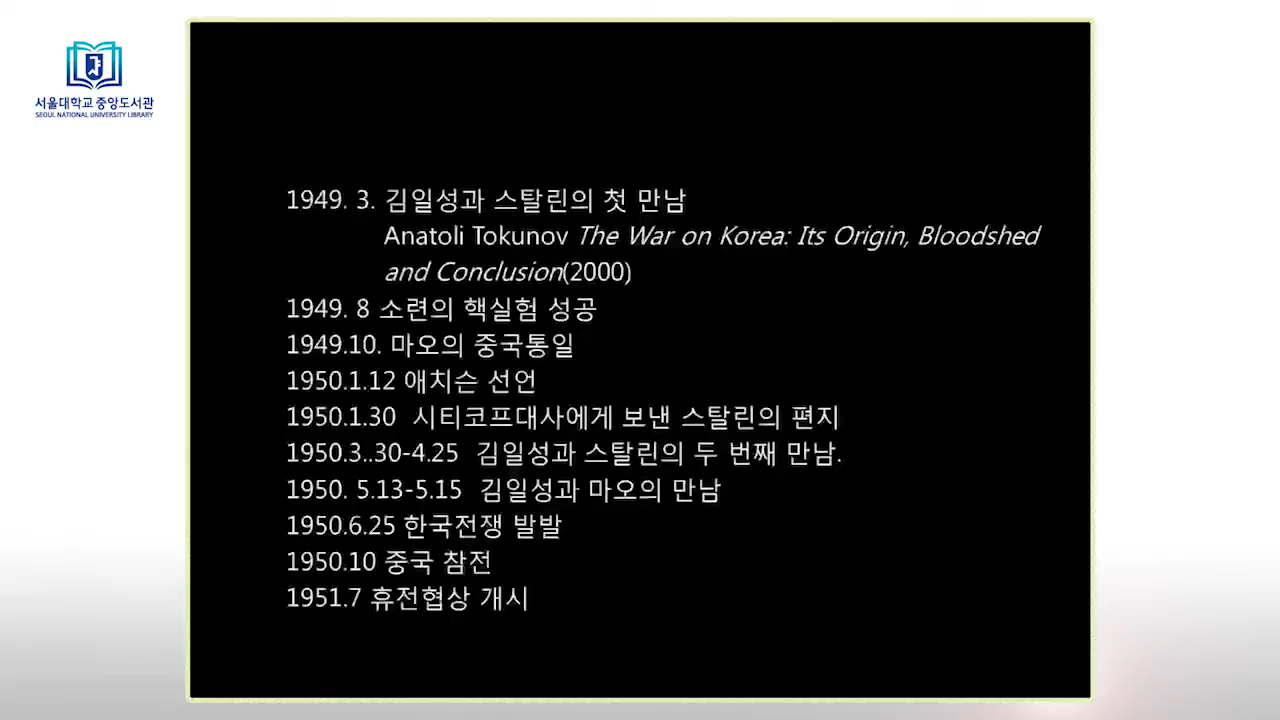 서울대학교 중앙도서관
SEOUL NATIONAL UNIVERSITY LIBRARY
1949. 3. 김일성과 스탈린의 첫 만남
Anatoli Tokunov The War on Korea: Its Origin, Bloodshed
and Conclusion(2000)
1949. 8 소련의 핵실험 성공
1949.10. 마오의 중국통일
1950.1.12 애치슨 선언
1950.1.30 시티코프대사에게 보낸 스탈린의 편지
1950.3..30-4.25 김일성과 스탈린의 두 번째 만남.
1950. 5.13-5.15 김일성과 마오의 만남
1950.6.25 한국전쟁 발발
1950.10 중국 참전
1951.7 휴전협상 개시